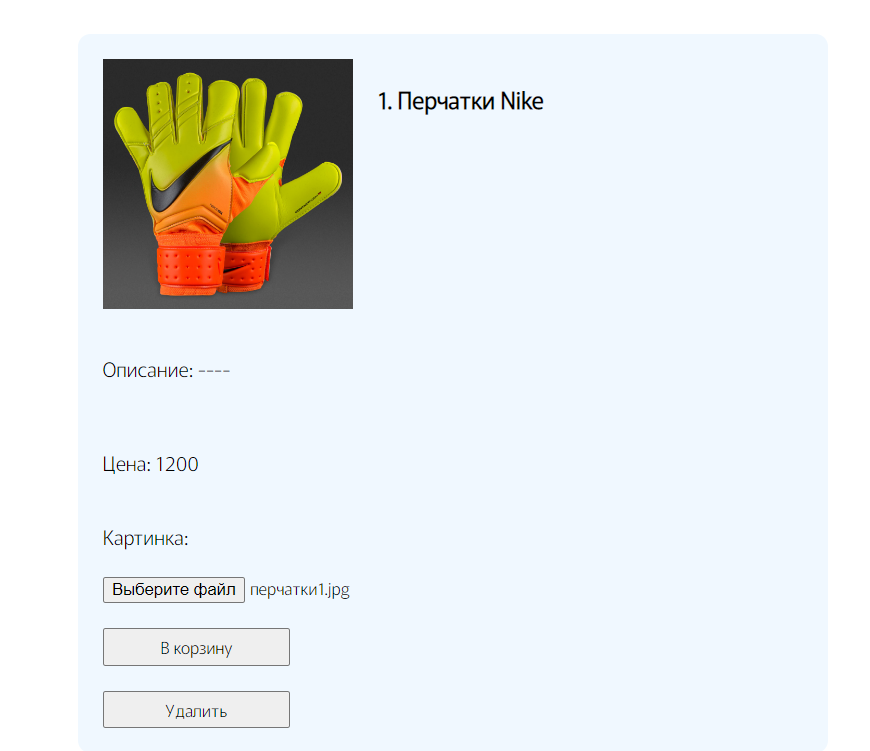 1. Перчатки Nike
Описание: ----
Цена: 1200
Картинка:
Выберите файл перчатки1.jpg
В корзину
Удалить